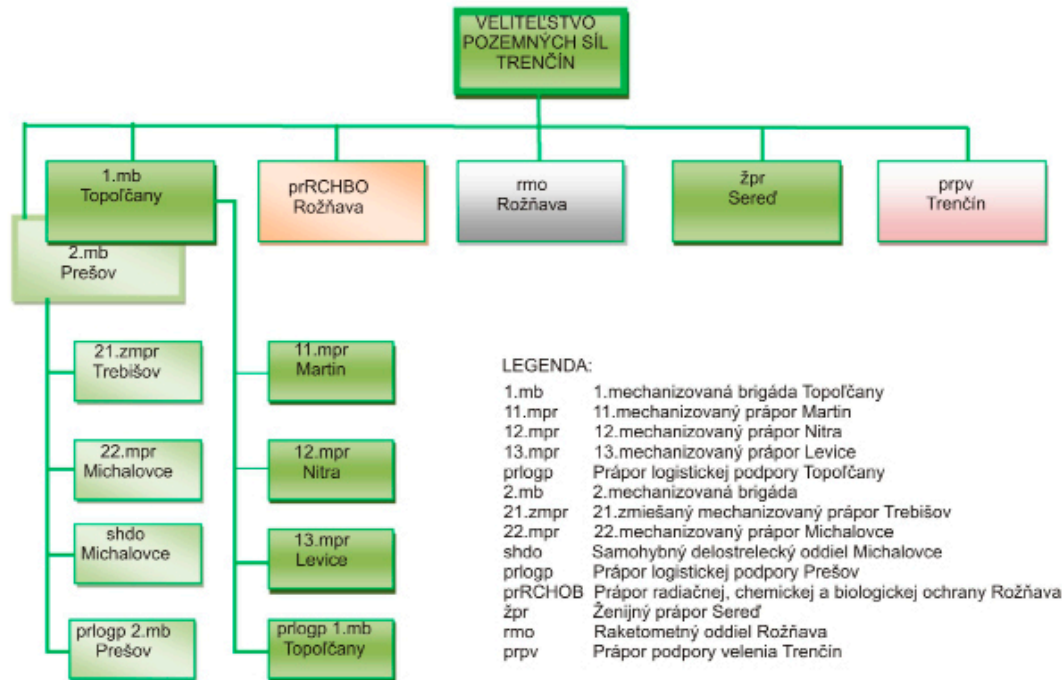 VELITEĽSTVO
POZEMNÝCH SÍL
TRENČÍN
1.mb
Topoľčany
prRCHBO
Rožňava
rmo
Rožňava
žpr
Sereď
prpv
Trenčín
2.mb
Prešov
21.zmpr
Trebišov
22.mpr
Michalovce
shdo
Michalovce
prlogp 2.mb
Prešov
11.mpr
Martin
12.mpr
Nitra
13.mpr
Levice
prlogp 1.mb
Topoľčany
LEGENDA:
1.mb 1.mechanizovaná brigáda Topoľčany
11.mpr 11.mechanizovaný prápor Martin
12.mpr 12.mechanizovaný prápor Nitra
13.mpr 13.mechanizovaný prápor Levice
prlogp Prápor logistickej podpory Topoľčany
2.mb 2.mechanizovaná brigáda
21.zmpr 21.zmiešaný mechanizovaný prápor Trebišov
22.mpr 22.mechanizovaný prápor Michalovce
shdo Samohybný delostrelecký oddiel Michalovce
prlogp Prápor logistickej podpory Prešov
prRCHOB Prápor radiačnej, chemickej a biologickej ochrany Rožňava
žpr Ženijný prápor Sereď
rmo Raketometný oddiel Rožňava
prpv Prápor podpory velenia Trenčín